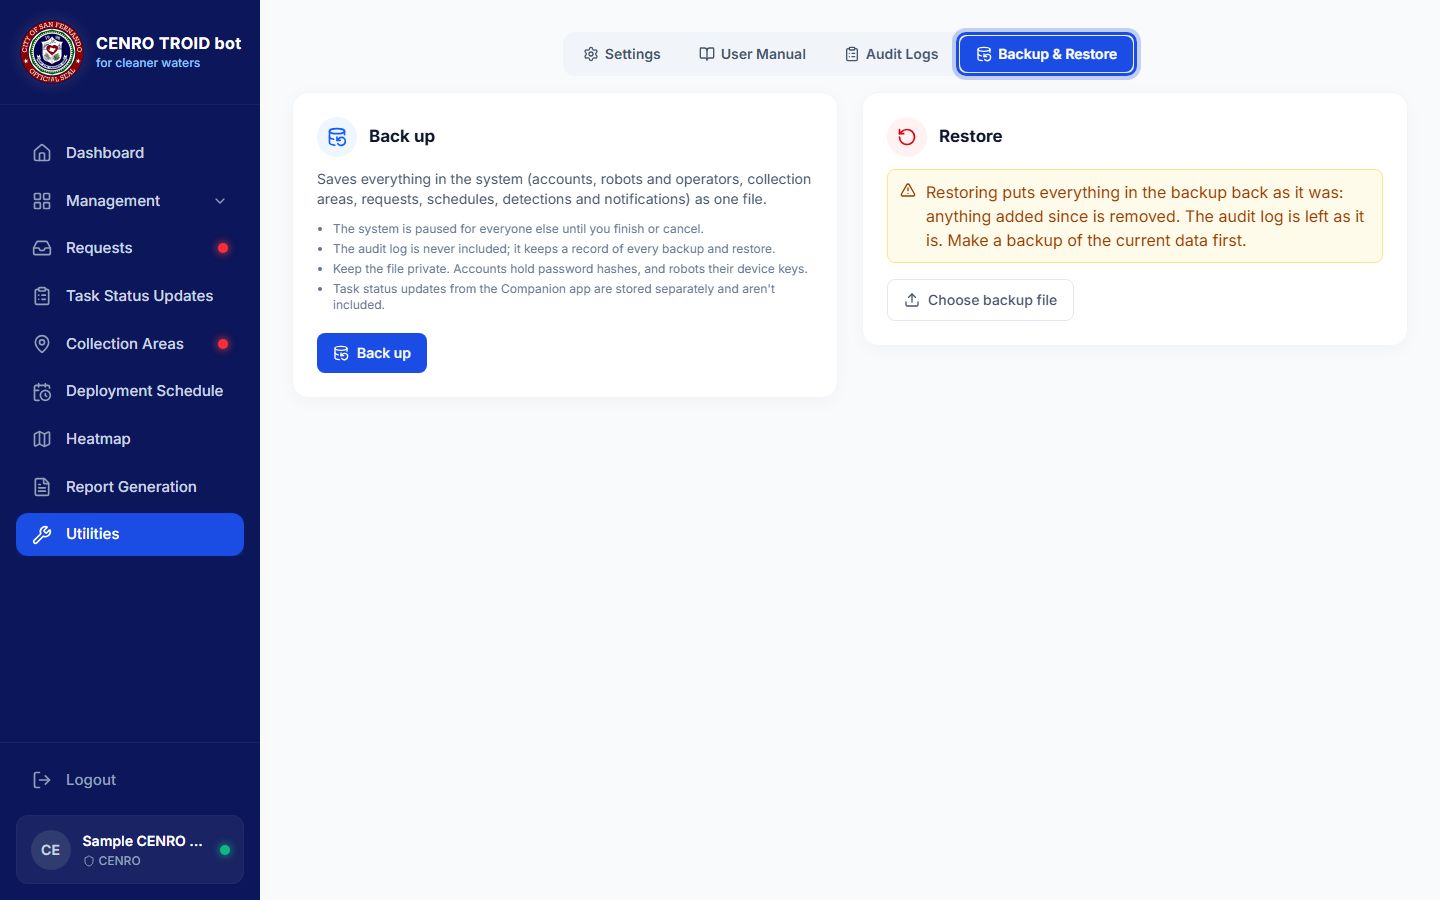 CITY OF SAN FERNANDO
OFFICIAL SEAL
CENRO TROID bot
for cleaner waters
Dashboard
Management
Requests
Task Status Updates
Collection Areas
Deployment Schedule
Heatmap
Report Generation
Utilities
Logout
CE
Sample CENRO ...
CENRO
Settings
User Manual
Audit Logs
Backup & Restore
Back up
Saves everything in the system (accounts, robots and operators, collection
areas, requests, schedules, detections and notifications) as one file.
• The system is paused for everyone else until you finish or cancel.
• The audit log is never included; it keeps a record of every backup and restore.
• Keep the file private. Accounts hold password hashes, and robots their device keys.
• Task status updates from the Companion app are stored separately and aren't
included.
Back up
Restore
Restoring puts everything in the backup back as it was:
anything added since is removed. The audit log is left as it
is. Make a backup of the current data first.
Choose backup file